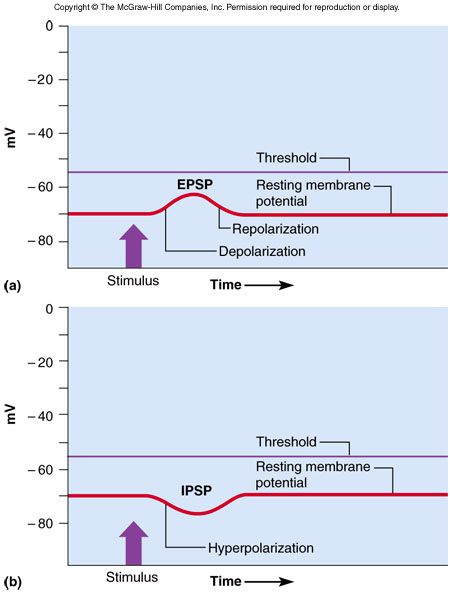 Copyright © The McGraw-Hill Companies, Inc. Permission required for reproduction or display.
0
–20
–40
mV
Threshold
EPSP
–60
Resting membrane
potential
Repolarization
–80
Depolarization
(a)
Stimulus
Time
0
–20
–40
mV
Threshold
–60
Resting membrane
potential
IPSP
–80
Hyperpolarization
(b)
Stimulus
Time